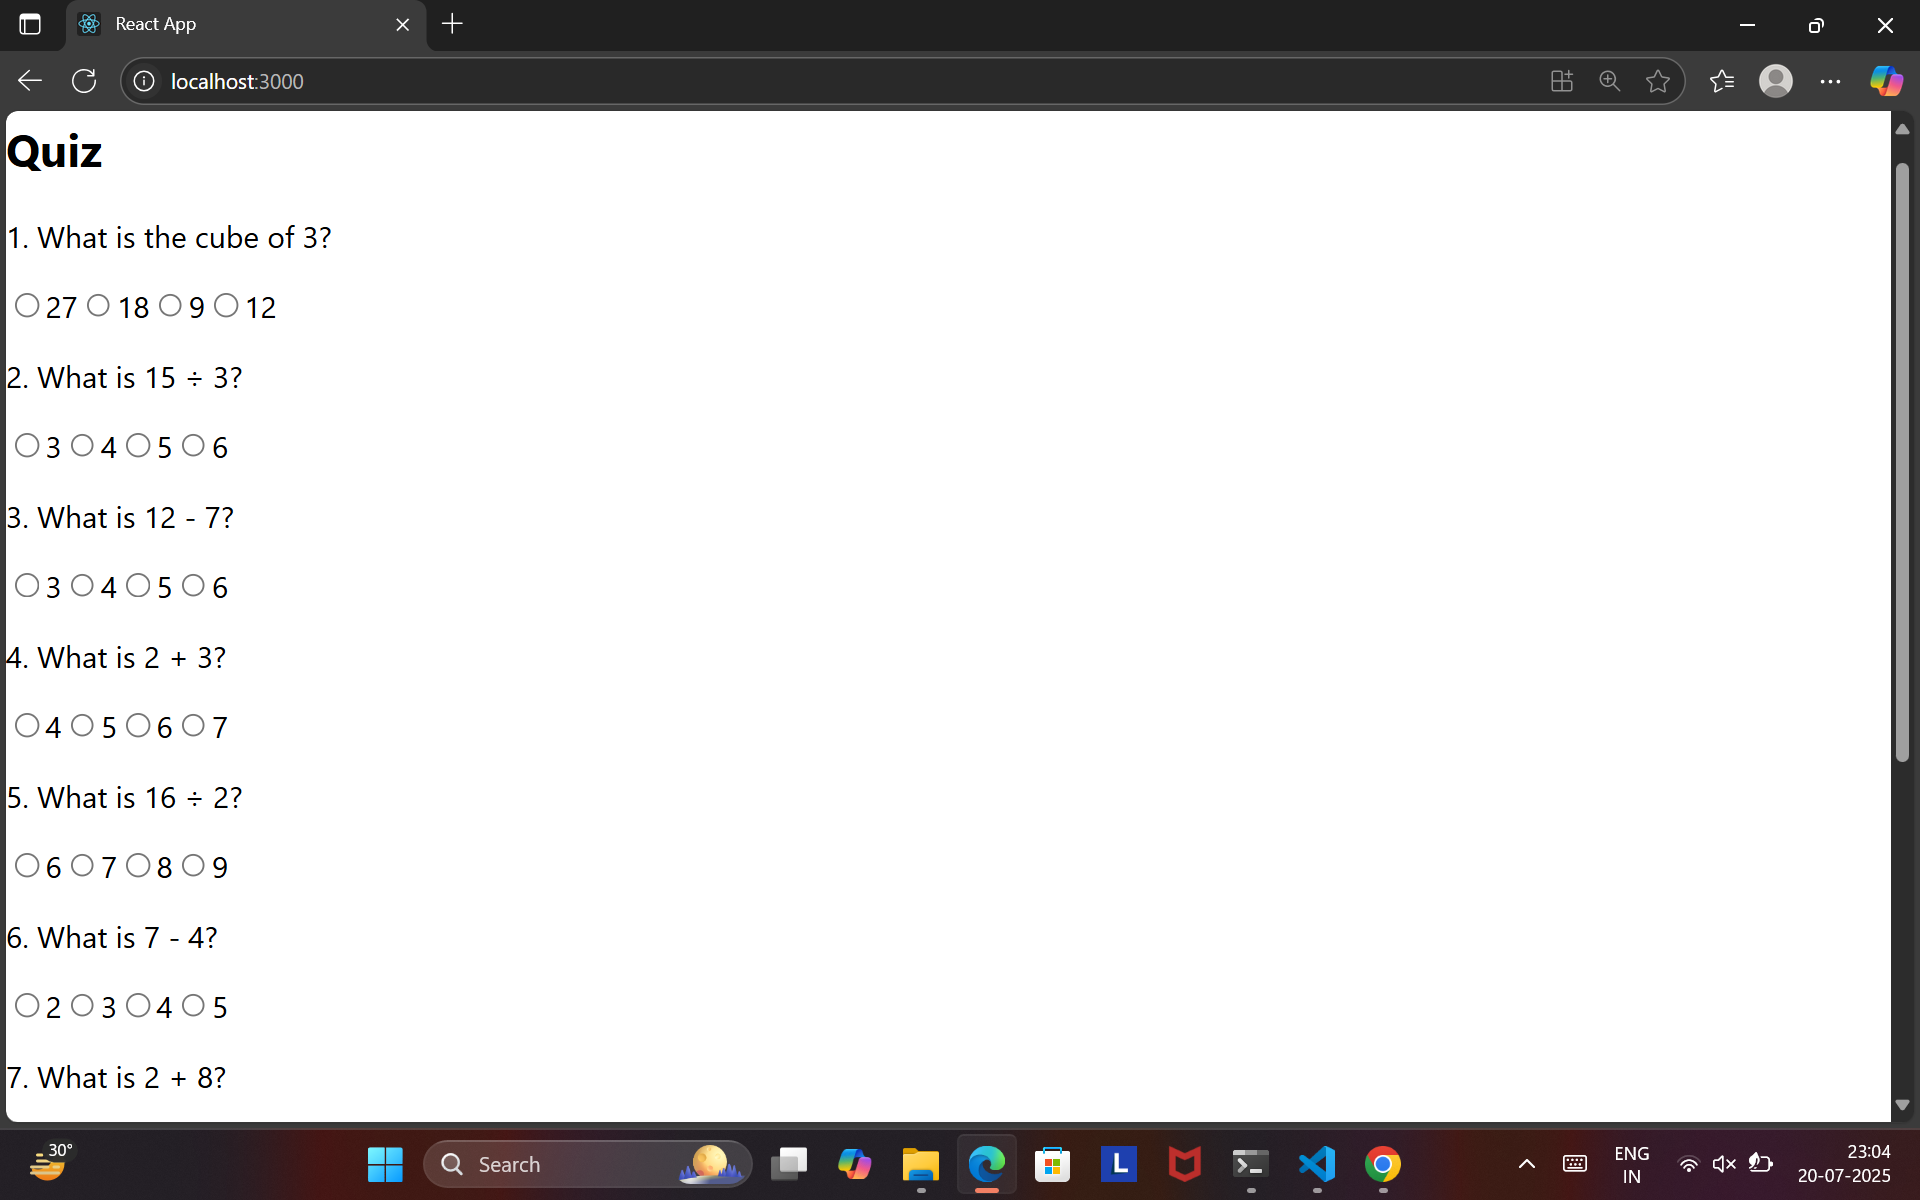 React App
localhost:3000
Quiz
1. What is the cube of 3?
27 18 9 12
2. What is 15 ÷ 3?
3 4 5 6
3. What is 12 - 7?
3 4 5 6
4. What is 2 + 3?
4 5 6 7
5. What is 16 ÷ 2?
6 7 8 9
6. What is 7 - 4?
2 3 4 5
7. What is 2 + 8?
30°
Search
L
ENG
IN
23:04
20-07-2025